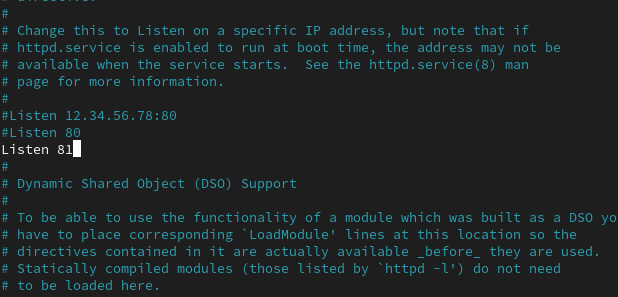 #
# Change this to Listen on a specific IP address, but note that if
# httpd.service is enabled to run at boot time, the address may not be
# available when the service starts.  See the httpd.service(8) man
# page for more information.
#
#Listen 12.34.56.78:80
#Listen 80
Listen 81
#
# Dynamic Shared Object (DSO) Support
#
# To be able to use the functionality of a module which was built as a DSO yo
# have to place corresponding `LoadModule' lines at this location so the
# directives contained in it are actually available _before_ they are used.
# Statically compiled modules (those listed by `httpd -l') do not need
# to be loaded here.